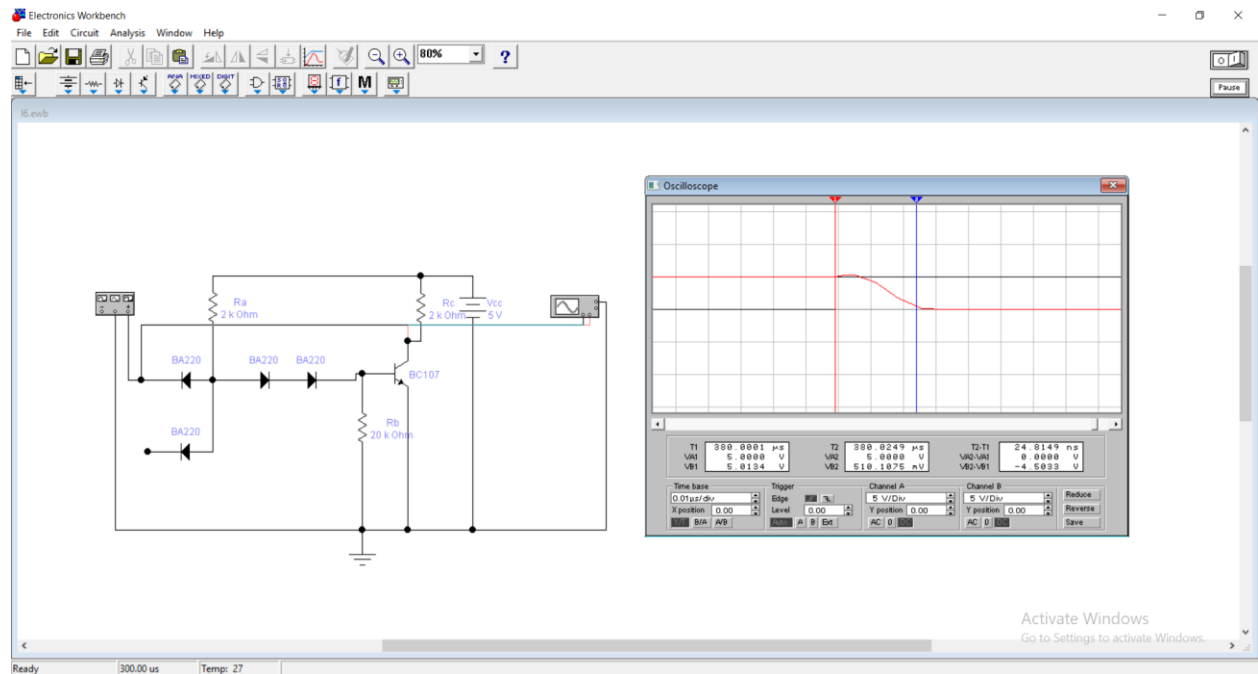 Electronics Workbench
File Edit Circuit Analysis Window Help
80%
?
ANA MIXED DIGIT
M
Pause
l6.ewb
Oscilloscope
Ra
2 k Ohm
Rc
2 k Ohm
Vcc
5 V
BA220
BA220
BA220
BC107
BA220
Rb
20 k Ohm
T1 380.0001 µs T2 380.0249 µs T2-T1 24.8149 ns
VA1 5.0000 V VA2 5.0000 V VA2-VA1 0.0000 V
VB1 5.0134 V VB2 510.1075 mV VB2-VB1 -4.5033 V
Time base Trigger Channel A Channel B
0.01µs/div Edge 5 V/Div 5 V/Div Reduce
X position 0.00 Level 0.00 Y position 0.00 Y position 0.00 Reverse
Y/T B/A A/B Auto A B Ext AC 0 DC AC 0 DC Save
Activate Windows
Go to Settings to activate Windows.
Ready 300.00 us Temp: 27